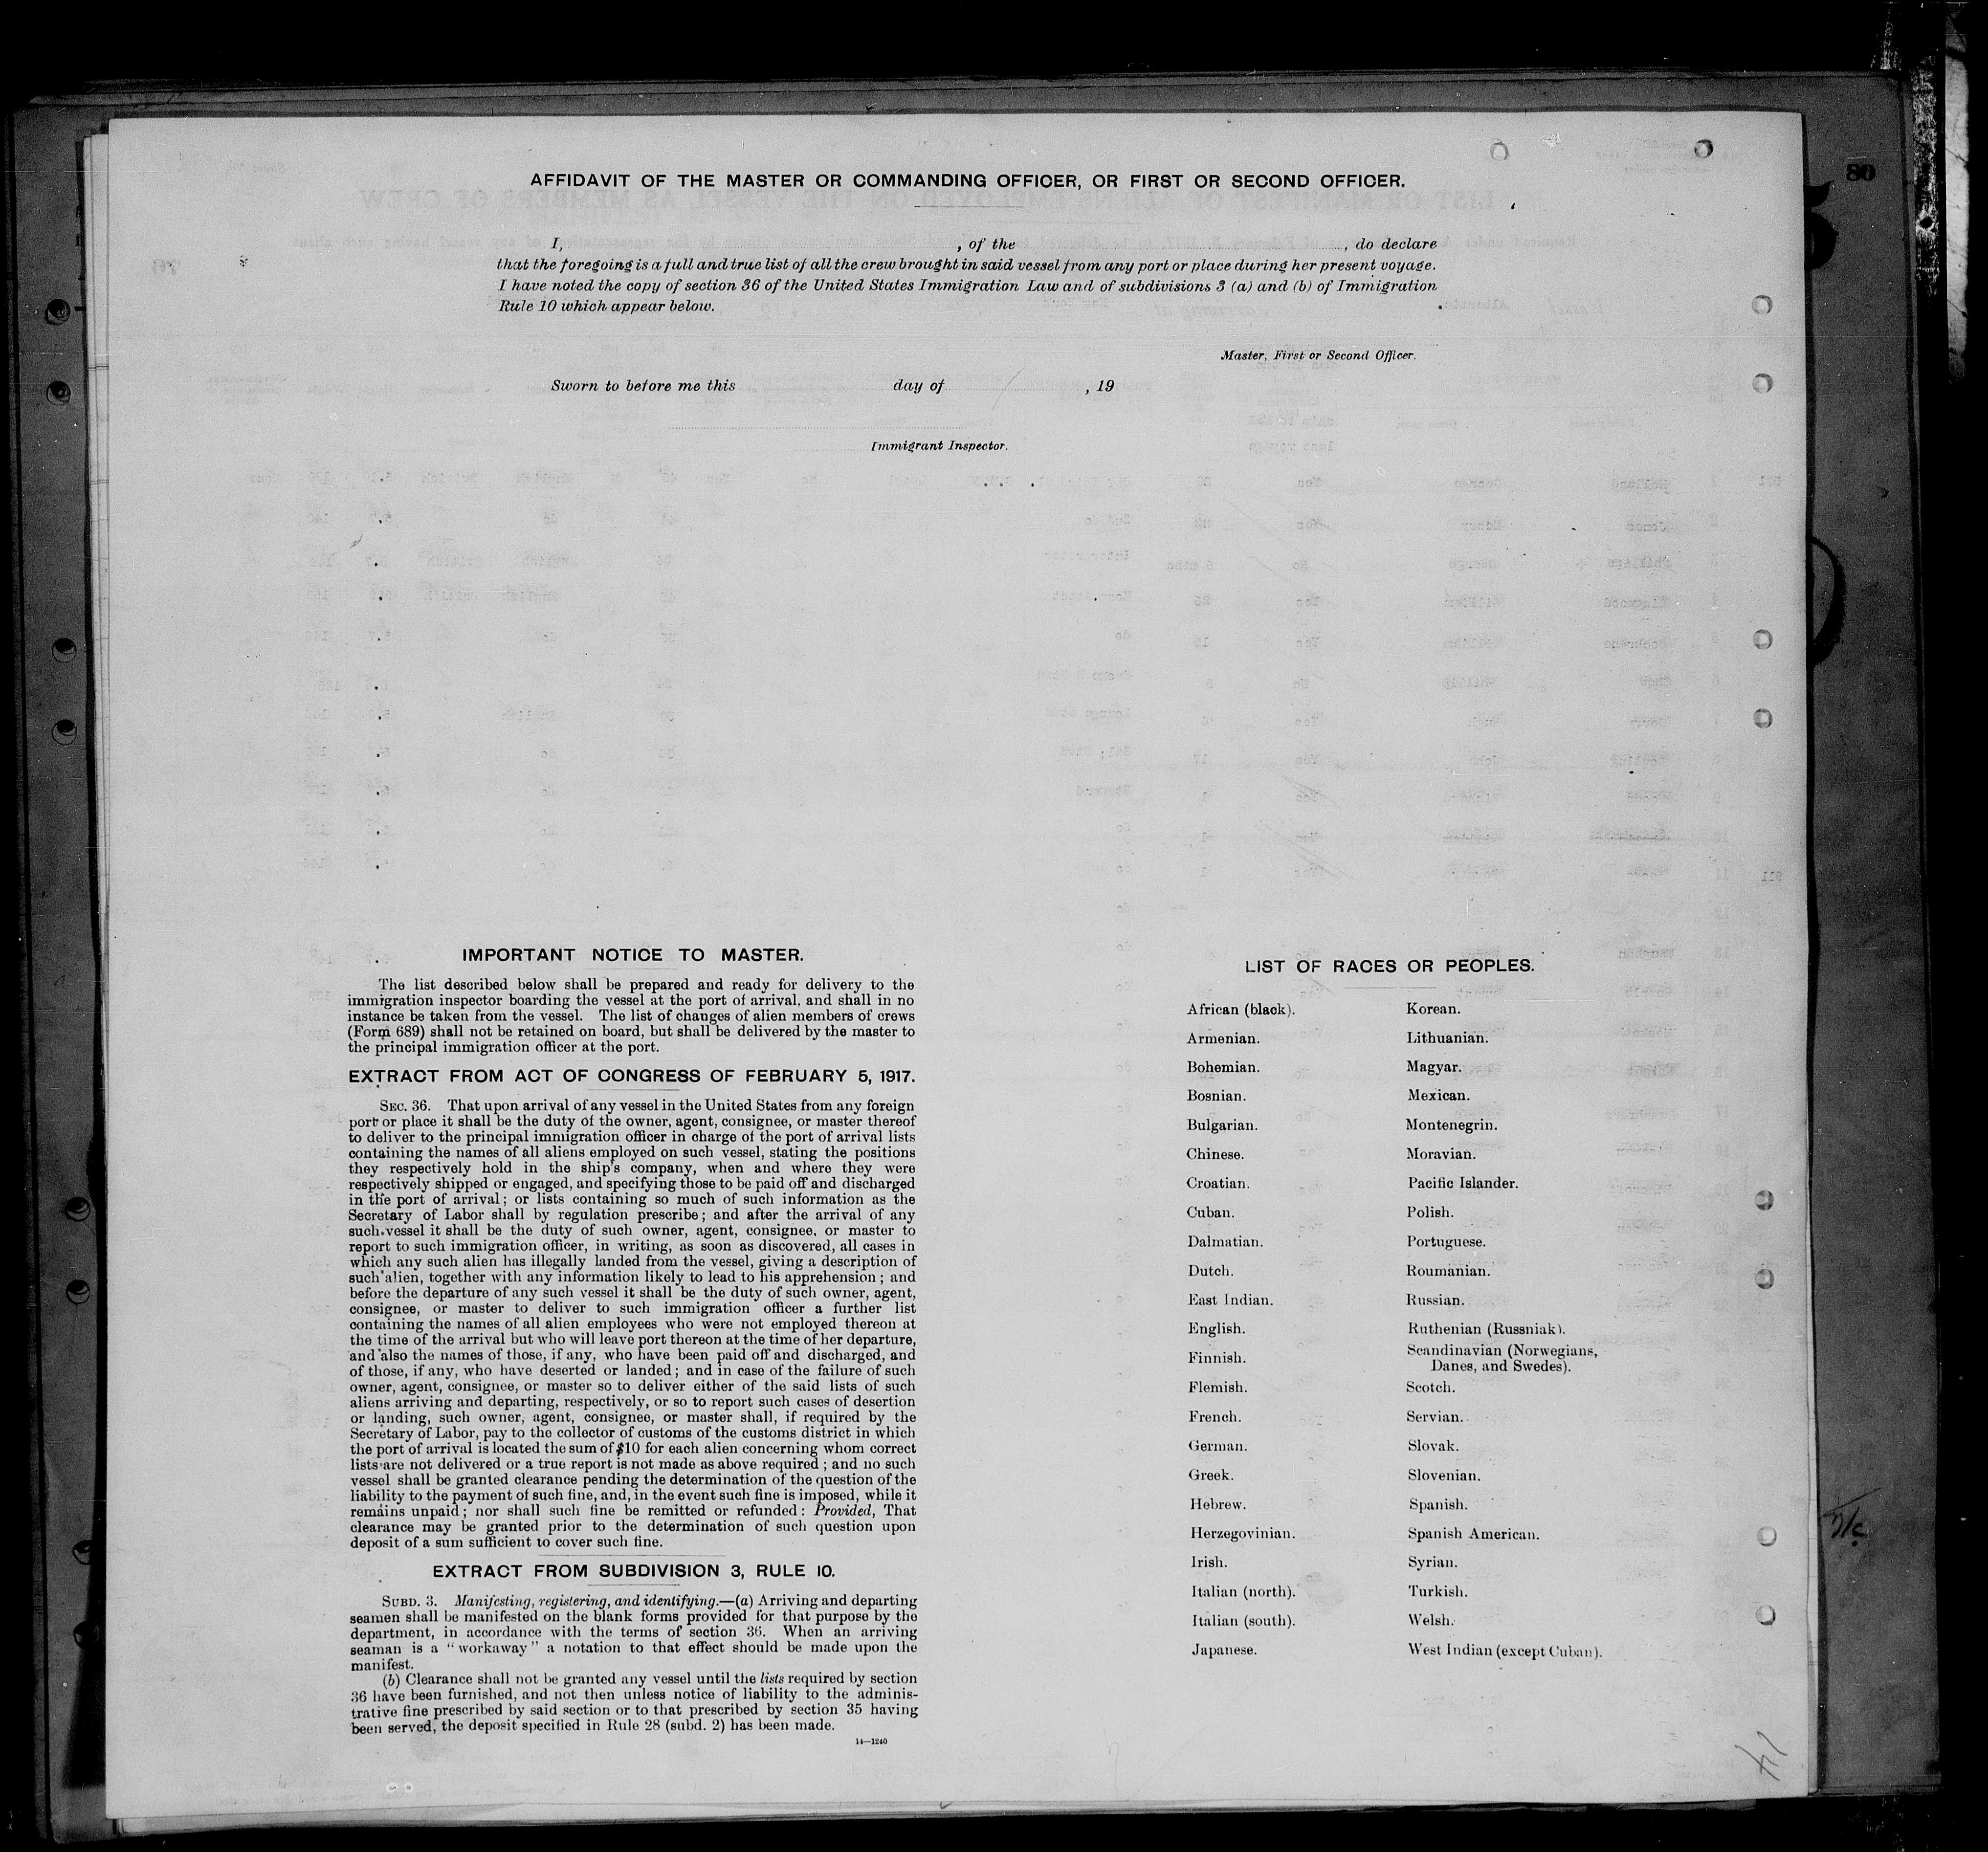 AFFIDAVIT OF THE MASTER OR COMMANDING OFFICER, OR FIRST OR SECOND OFFICER.
I, , of the , do declare
that the foregoing is a full and true list of all the crew brought in said vessel from any port or place during her present voyage.
I have noted the copy of section 36 of the United States Immigration Law and of subdivisions 3 (a) and (b) of Immigration
Rule 10 which appear below.
Master, First or Second Officer.
Sworn to before me this day of , 19
Immigrant Inspector.
IMPORTANT NOTICE TO MASTER.
The list described below shall be prepared and ready for delivery to the
immigration inspector boarding the vessel at the port of arrival, and shall in no
instance be taken from the vessel. The list of changes of alien members of crews
(Form 689) shall not be retained on board, but shall be delivered by the master to
the principal immigration officer at the port.
EXTRACT FROM ACT OF CONGRESS OF FEBRUARY 5, 1917.
SEC. 36. That upon arrival of any vessel in the United States from any foreign
port or place it shall be the duty of the owner, agent, consignee, or master thereof
to deliver to the principal immigration officer in charge of the port of arrival lists
containing the names of all aliens employed on such vessel, stating the positions
they respectively hold in the ship's company, when and where they were
respectively shipped or engaged, and specifying those to be paid off and discharged
in the port of arrival; or lists containing so much of such information as the
Secretary of Labor shall by regulation prescribe; and after the arrival of any
such vessel it shall be the duty of such owner, agent, consignee, or master to
report to such immigration officer, in writing, as soon as discovered, all cases in
which any such alien has illegally landed from the vessel, giving a description of
such alien, together with any information likely to lead to his apprehension; and
before the departure of any such vessel it shall be the duty of such owner, agent,
consignee, or master to deliver to such immigration officer a further list
containing the names of all alien employees who were not employed thereon at
the time of the arrival but who will leave port thereon at the time of her departure,
and also the names of those, if any, who have been paid off and discharged, and
of those, if any, who have deserted or landed; and in case of the failure of such
owner, agent, consignee, or master so to deliver either of the said lists of such
aliens arriving and departing, respectively, or so to report such cases of desertion
or landing, such owner, agent, consignee, or master shall, if required by the
Secretary of Labor, pay to the collector of customs of the customs district in which
the port of arrival is located the sum of $10 for each alien concerning whom correct
lists are not delivered or a true report is not made as above required; and no such
vessel shall be granted clearance pending the determination of the question of the
liability to the payment of such fine, and, in the event such fine is imposed, while it
remains unpaid; nor shall such fine be remitted or refunded: Provided, That
clearance may be granted prior to the determination of such question upon
deposit of a sum sufficient to cover such fine.
EXTRACT FROM SUBDIVISION 3, RULE 10.
SUBD. 3. Manifesting, registering, and identifying.—(a) Arriving and departing
seamen shall be manifested on the blank forms provided for that purpose by the
department, in accordance with the terms of section 36. When an arriving
seaman is a "workaway" a notation to that effect should be made upon the
manifest.
(b) Clearance shall not be granted any vessel until the lists required by section
36 have been furnished, and not then unless notice of liability to the adminis-
trative fine prescribed by said section or to that prescribed by section 35 having
been served, the deposit specified in Rule 28 (subd. 2) has been made.
14—1240
LIST OF RACES OR PEOPLES.
African (black).
Armenian.
Bohemian.
Bosnian.
Bulgarian.
Chinese.
Croatian.
Cuban.
Dalmatian.
Dutch.
East Indian.
English.
Finnish.
Flemish.
French.
German.
Greek.
Hebrew.
Herzegovinian.
Irish.
Italian (north).
Italian (south).
Japanese.
Korean.
Lithuanian.
Magyar.
Mexican.
Montenegrin.
Moravian.
Pacific Islander.
Polish.
Portuguese.
Roumanian.
Russian.
Ruthenian (Russniak).
Scandinavian (Norwegians,
Danes, and Swedes).
Scotch.
Servian.
Slovak.
Slovenian.
Spanish.
Spanish American.
Syrian.
Turkish.
Welsh.
West Indian (except Cuban).
80
14